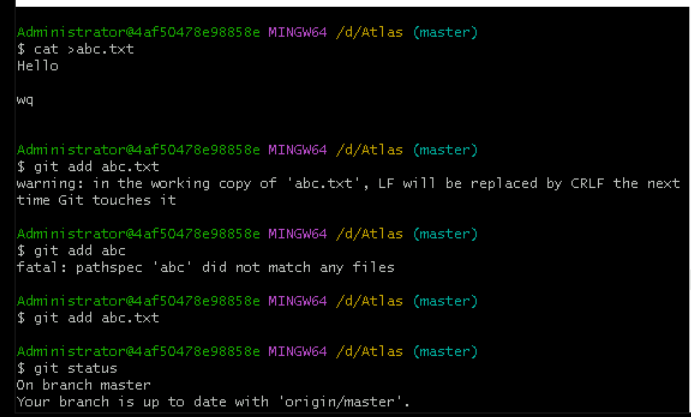 Administrator@4af50478e98858e MINGW64 /d/Atlas (master)
$ cat >abc.txt
Hello
wq
Administrator@4af50478e98858e MINGW64 /d/Atlas (master)
$ git add abc.txt
warning: in the working copy of 'abc.txt', LF will be replaced by CRLF the next
time Git touches it
Administrator@4af50478e98858e MINGW64 /d/Atlas (master)
$ git add abc
fatal: pathspec 'abc' did not match any files
Administrator@4af50478e98858e MINGW64 /d/Atlas (master)
$ git add abc.txt
Administrator@4af50478e98858e MINGW64 /d/Atlas (master)
$ git status
On branch master
Your branch is up to date with 'origin/master'.